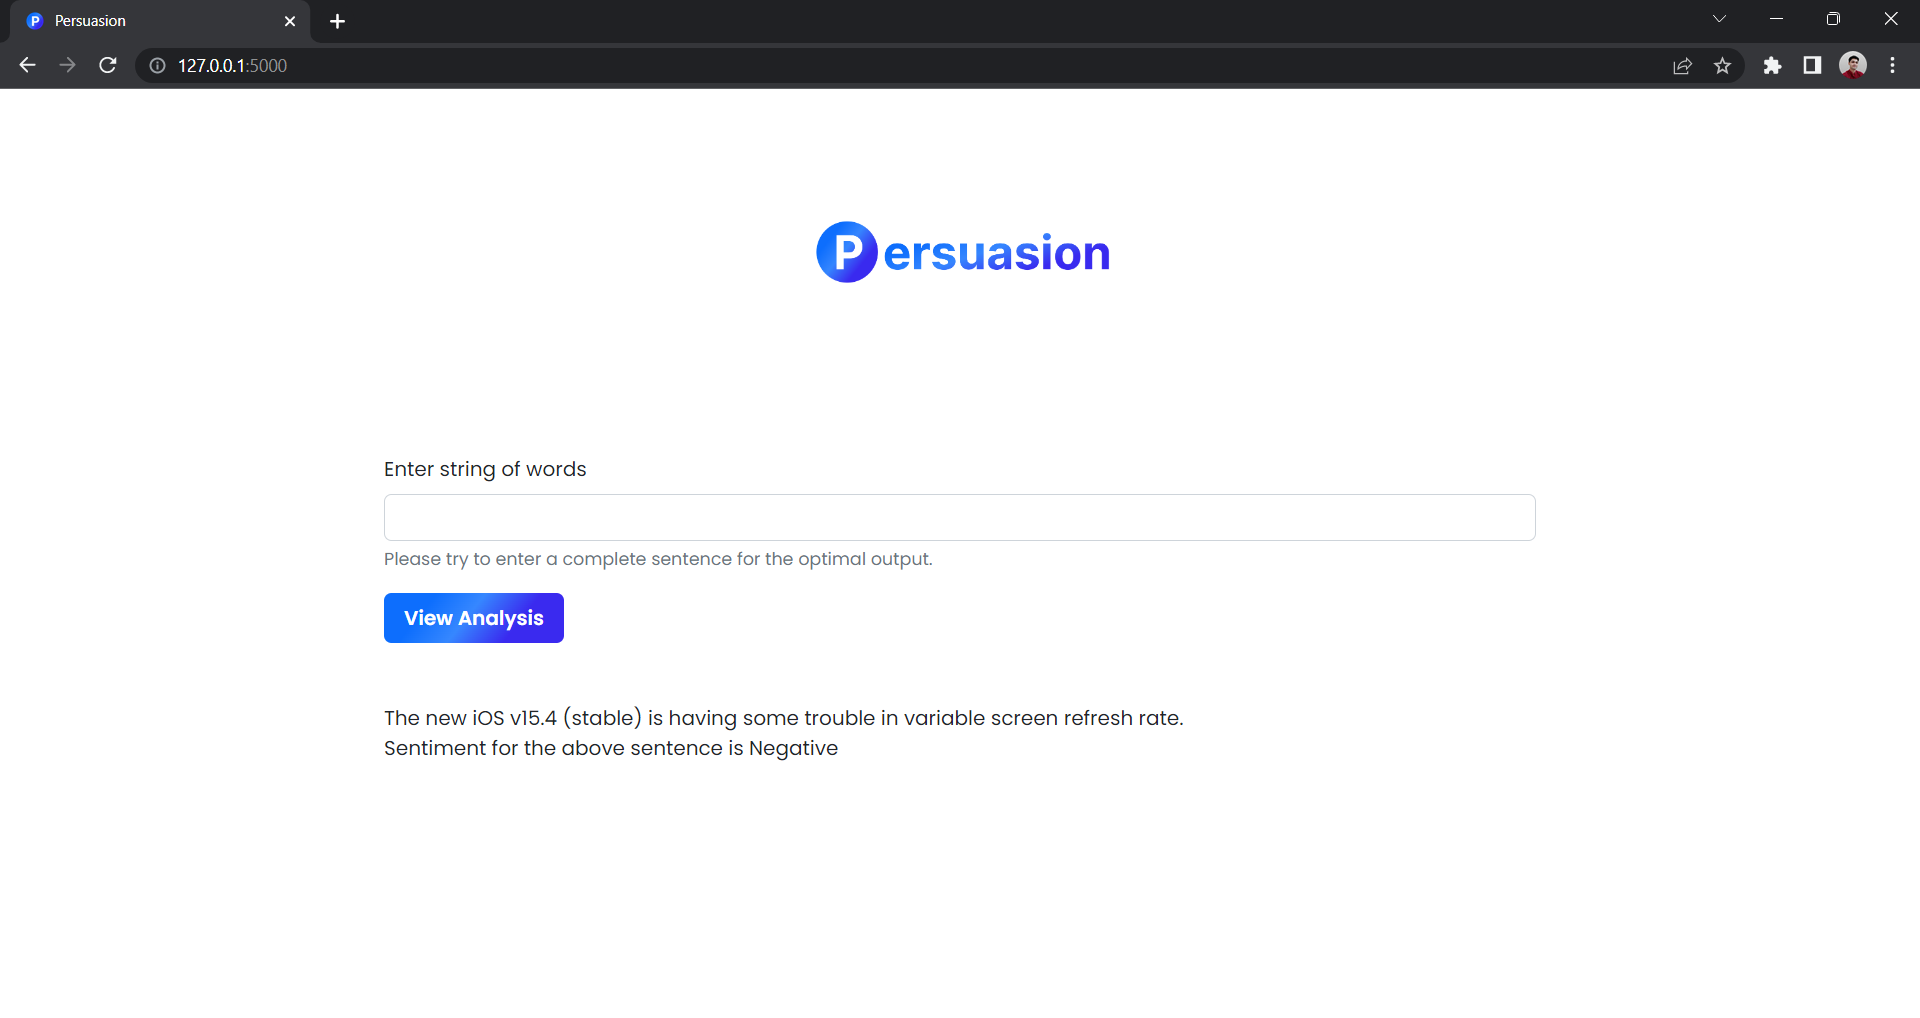 P Persuasion
127.0.0.1:5000
Persuasion
Enter string of words
Please try to enter a complete sentence for the optimal output.
View Analysis
The new iOS v15.4 (stable) is having some trouble in variable screen refresh rate.
Sentiment for the above sentence is Negative